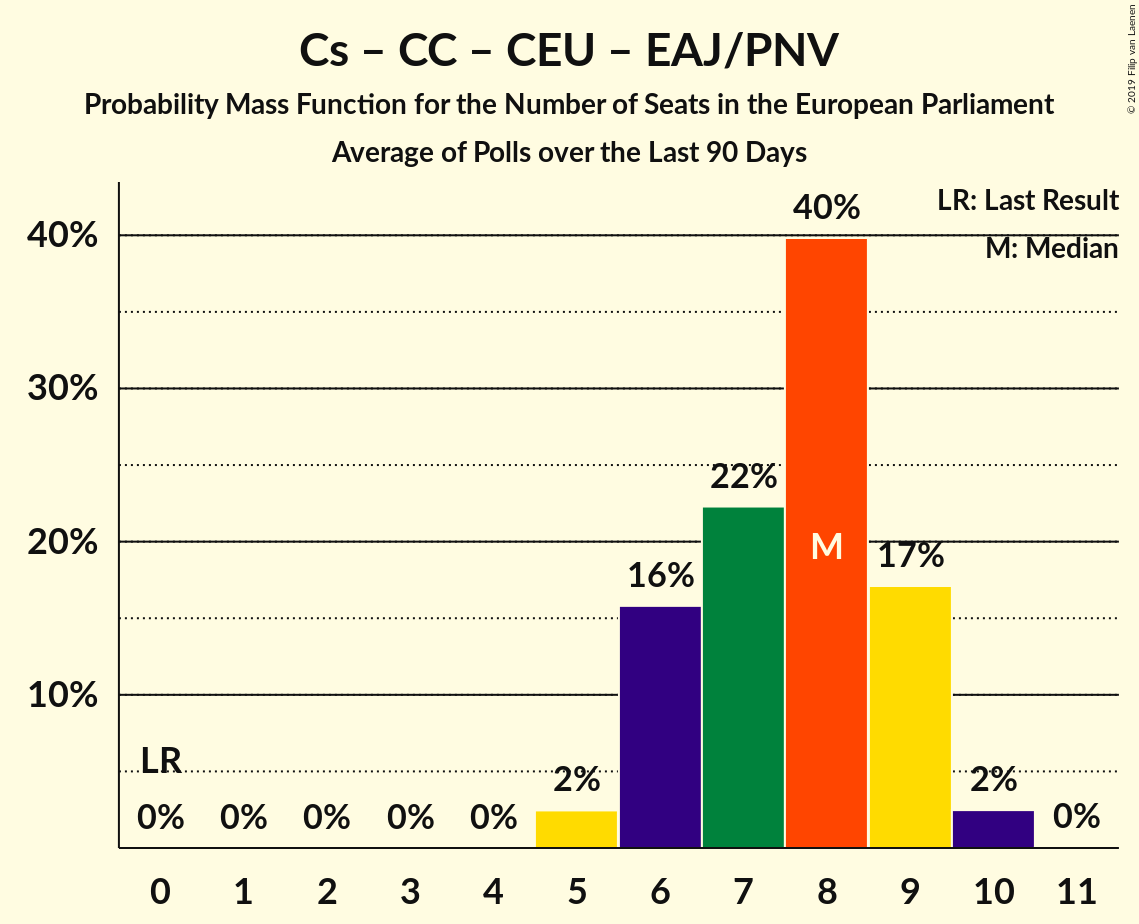 Cs – CC – CEU – EAJ/PNV
Probability Mass Function for the Number of Seats in the European Parliament
Average of Polls over the Last 90 Days
© 2019 Filip van Laenen
LR: Last Result
M: Median
40%
30%
20%
10%
LR
0%
0%
0%
0%
0%
2%
16%
22%
40%
M
17%
2%
0%
0 1 2 3 4 5 6 7 8 9 10 11